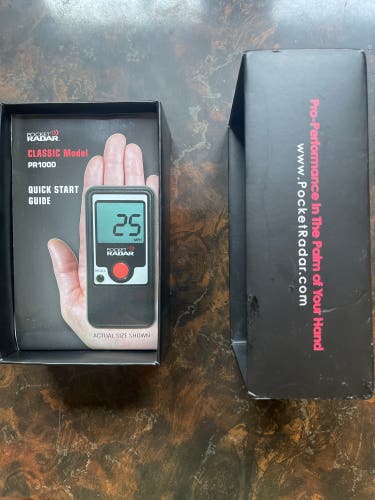 POCKET
RADAR
CLASSIC Model
PR1000
QUICK START
GUIDE
25
MPH
POCKET
RADAR
ACTUAL SIZE SHOWN
Pro-Performance In The Palm of Your Hand
www.PocketRadar.com